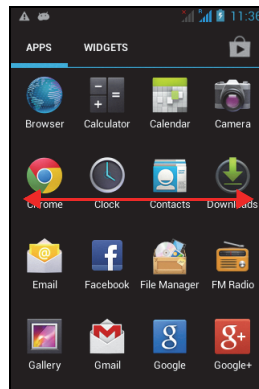 11:36
APPS WIDGETS
Browser Calculator Calendar Camera
Chrome Clock Contacts Downloads
Email Facebook File Manager FM Radio
Gallery Gmail Google Google+